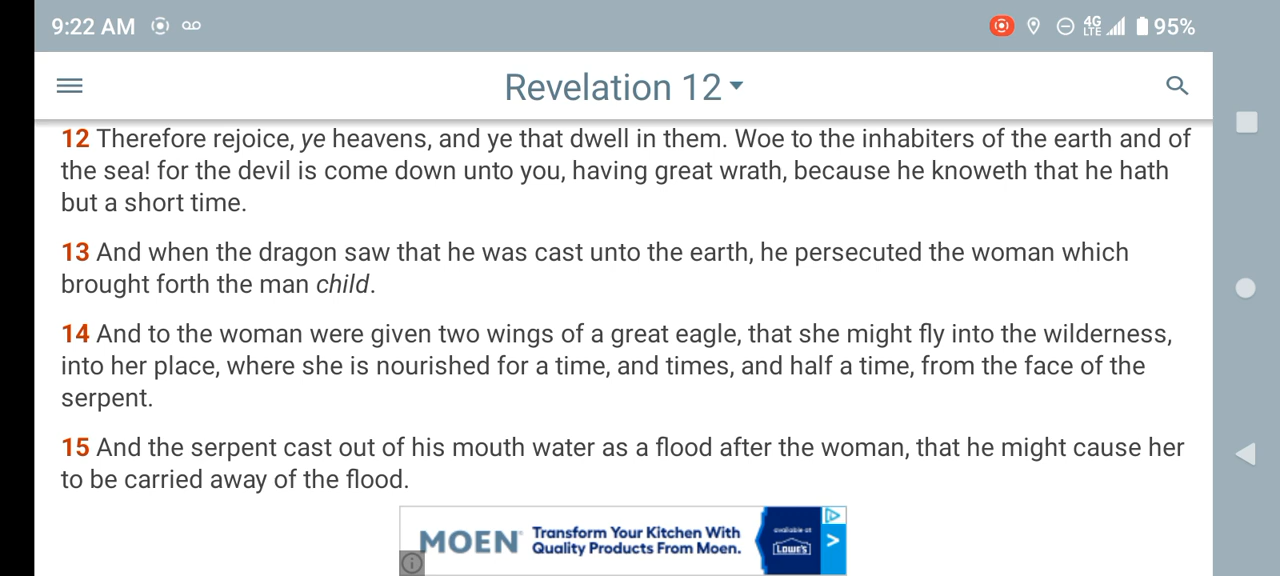 9:22 AM
4G LTE 95%
Revelation 12
12 Therefore rejoice, ye heavens, and ye that dwell in them. Woe to the inhabiters of the earth and of
the sea! for the devil is come down unto you, having great wrath, because he knoweth that he hath
but a short time.
13 And when the dragon saw that he was cast unto the earth, he persecuted the woman which
brought forth the man child.
14 And to the woman were given two wings of a great eagle, that she might fly into the wilderness,
into her place, where she is nourished for a time, and times, and half a time, from the face of the
serpent.
15 And the serpent cast out of his mouth water as a flood after the woman, that he might cause her
to be carried away of the flood.
MOEN
Transform Your Kitchen With
Quality Products From Moen.
available at
LOWE'S